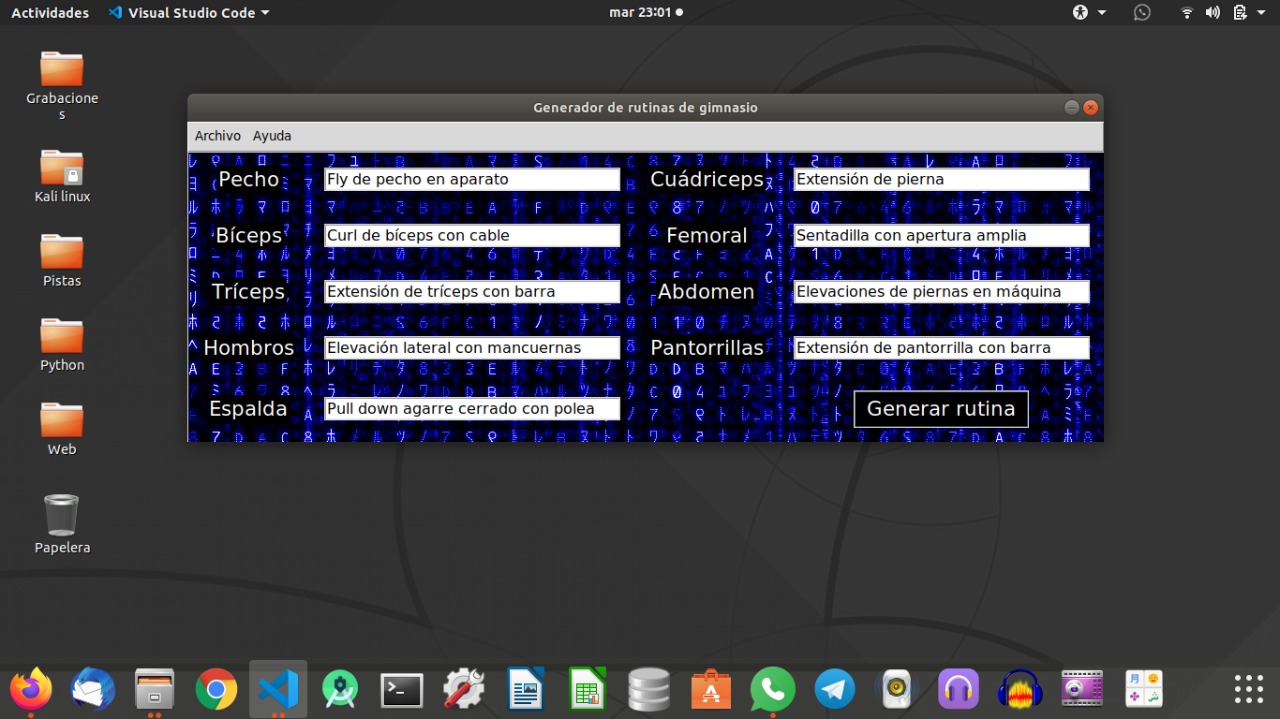 Actividades
Visual Studio Code
mar 23:01
Grabacione
s
Kali linux
Pistas
Python
Web
Papelera
Generador de rutinas de gimnasio
Archivo
Ayuda
Pecho
Fly de pecho en aparato
Cuádriceps
Extensión de pierna
Bíceps
Curl de bíceps con cable
Femoral
Sentadilla con apertura amplia
Tríceps
Extensión de tríceps con barra
Abdomen
Elevaciones de piernas en máquina
Hombros
Elevación lateral con mancuernas
Pantorrillas
Extensión de pantorrilla con barra
Espalda
Pull down agarre cerrado con polea
Generar rutina